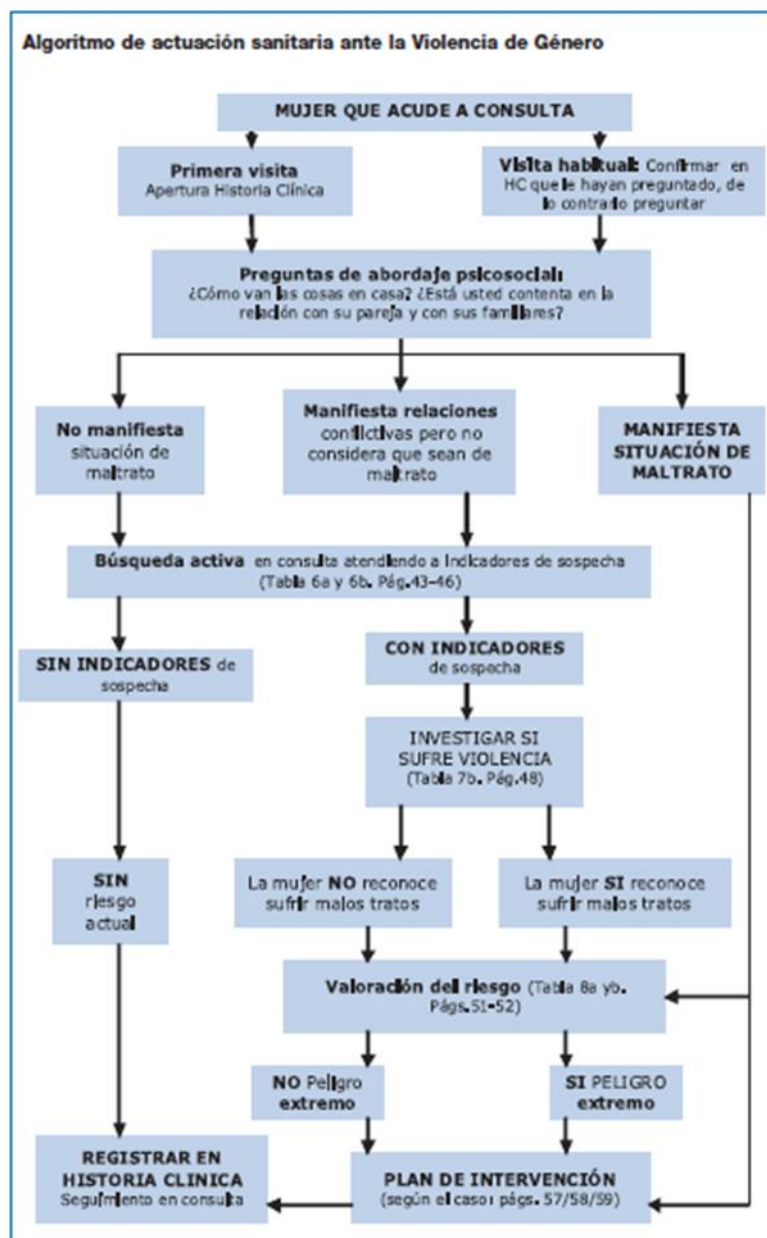 Algoritmo de actuación sanitaria ante la Violencia de Género
MUJER QUE ACUDE A CONSULTA
Primera visita
Apertura Historia Clínica
Visita habitual: Confirmar en
HC que le hayan preguntado, de
lo contrario preguntar
Preguntas de abordaje psicosocial:
¿Cómo van las cosas en casa? ¿Está usted contenta en la
relación con su pareja y con sus familiares?
No manifiesta
situación de
maltrato
Manifiesta relaciones
conflictivas pero no
considera que sean de
maltrato
MANIFIESTA
SITUACIÓN DE
MALTRATO
Búsqueda activa en consulta atendiendo a indicadores de sospecha
(Tabla 6a y 6b. Pág.43-46)
SIN INDICADORES de
sospecha
CON INDICADORES
de sospecha
INVESTIGAR SI
SUFRE VIOLENCIA
(Tabla 7b. Pág.48)
SIN
riesgo
actual
La mujer NO reconoce
sufrir malos tratos
La mujer SI reconoce
sufrir malos tratos
Valoración del riesgo (Tabla 8a yb.
Págs.51-52)
NO Peligro
extremo
SI PELIGRO
extremo
REGISTRAR EN
HISTORIA CLINICA
Seguimiento en consulta
PLAN DE INTERVENCIÓN
(según el caso: págs. 57/58/59)